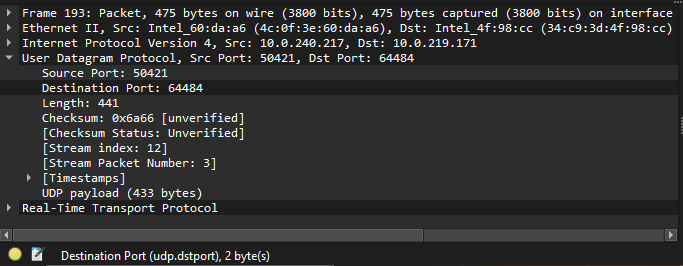 Frame 193: Packet, 475 bytes on wire (3800 bits), 475 bytes captured (3800 bits) on interface
Ethernet II, Src: Intel_60:da:a6 (4c:0f:3e:60:da:a6), Dst: Intel_4f:98:cc (34:c9:3d:4f:98:cc)
Internet Protocol Version 4, Src: 10.0.240.217, Dst: 10.0.219.171
User Datagram Protocol, Src Port: 50421, Dst Port: 64484
Source Port: 50421
Destination Port: 64484
Length: 441
Checksum: 0x6a66 [unverified]
[Checksum Status: Unverified]
[Stream index: 12]
[Stream Packet Number: 3]
[Timestamps]
UDP payload (433 bytes)
Real-Time Transport Protocol
Destination Port (udp.dstport), 2 byte(s)